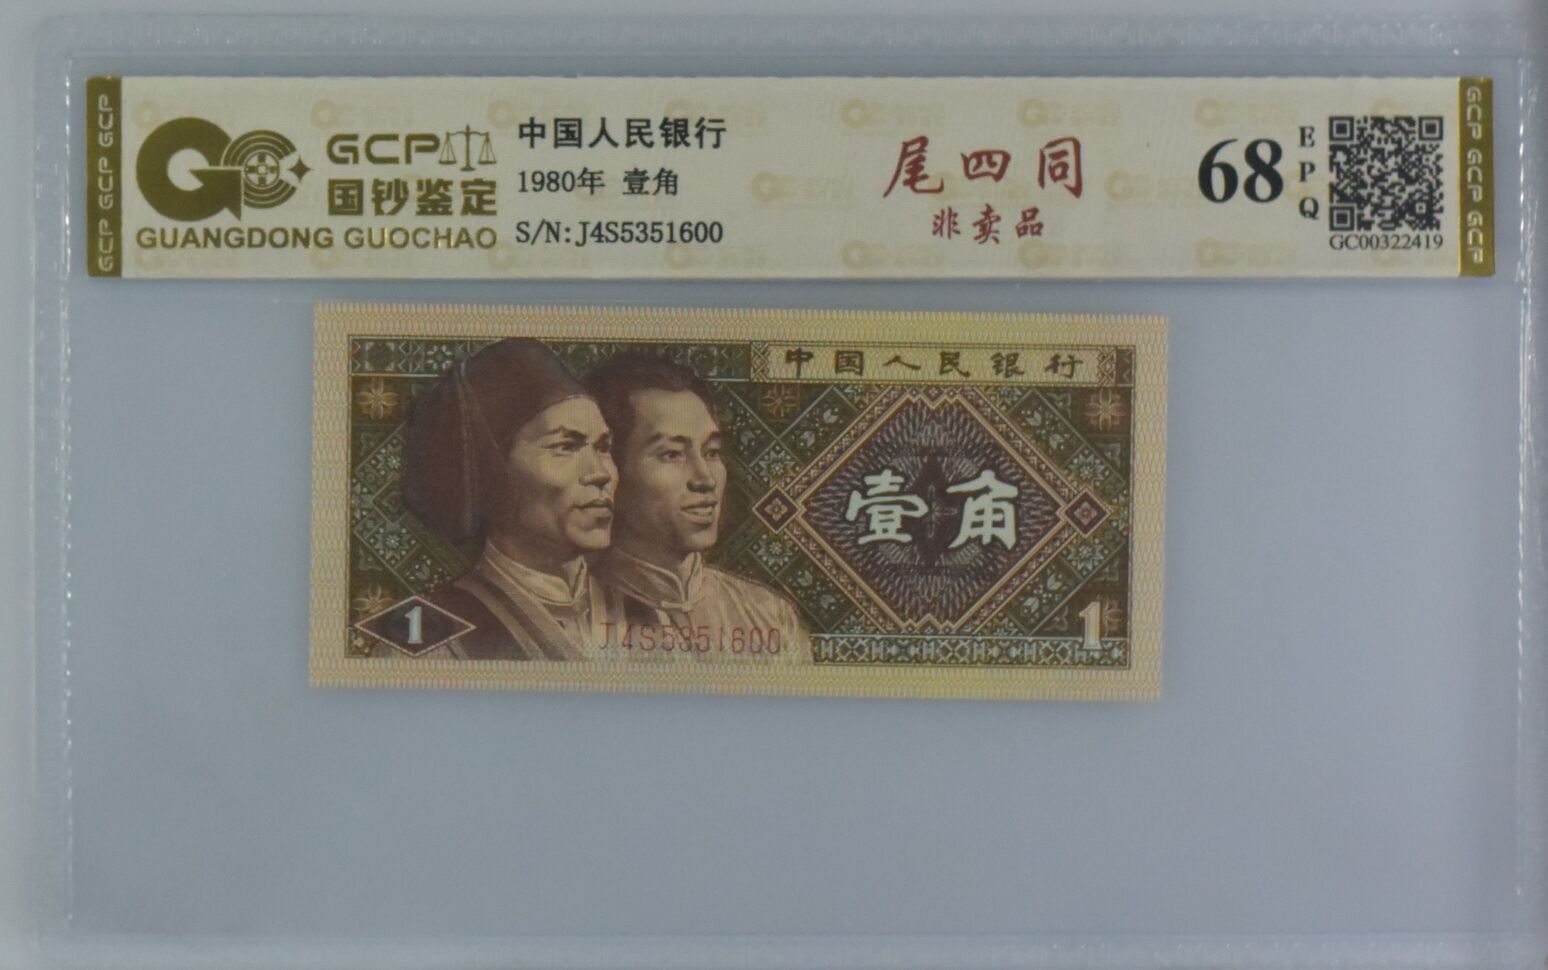 GCP GCP GCP
GCP
国钞鉴定
GUANGDONG GUOCHAO
中国人民银行
1980年 壹角
S/N:J4S5351600
尾四同
非卖品
68
EPQ
GC00322419
GCP GCP GCP
中国人民银行
壹角
1
J4S5351600
1